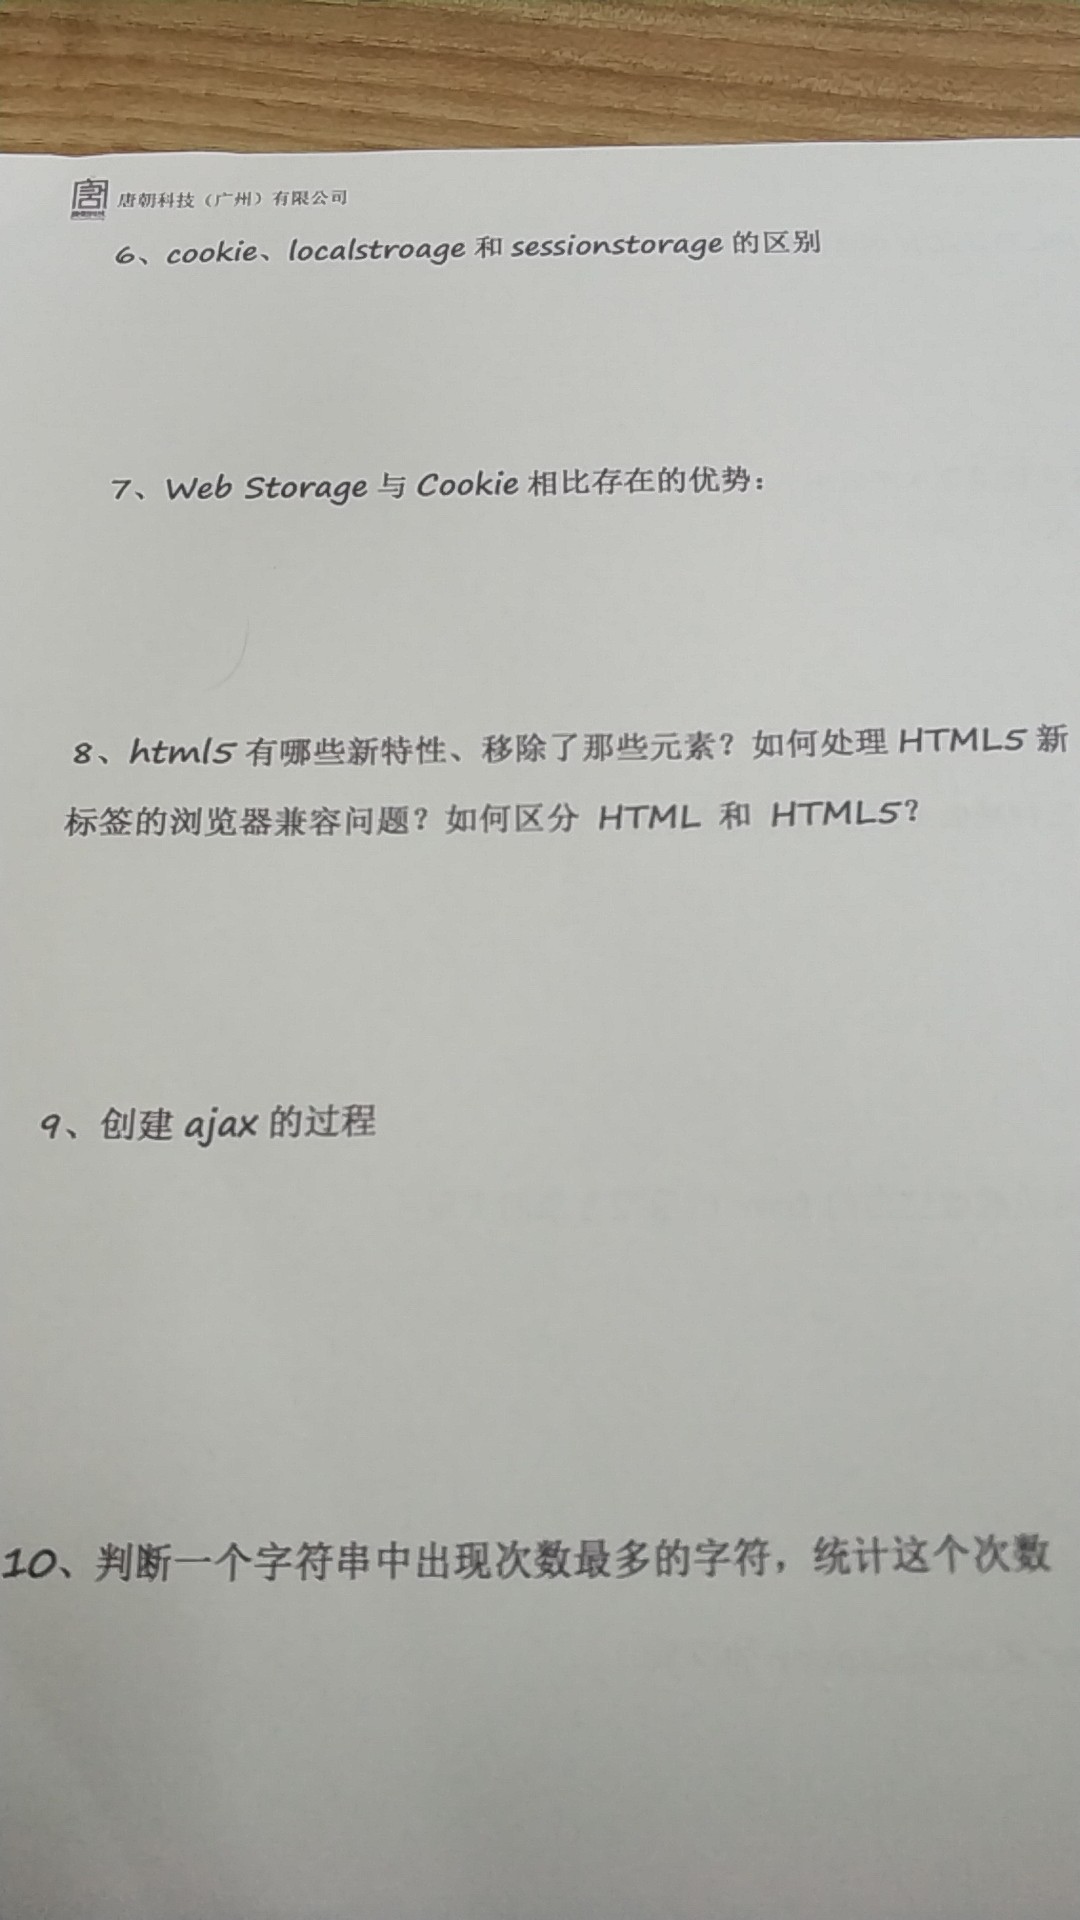 唐朝科技（广州）有限公司
6、cookie、localstroage 和 sessionstorage 的区别
7、Web Storage 与 Cookie 相比存在的优势：
8、html5 有哪些新特性、移除了那些元素？如何处理 HTML5 新
标签的浏览器兼容问题？如何区分 HTML 和 HTML5？
9、创建 ajax 的过程
10、判断一个字符串中出现次数最多的字符，统计这个次数